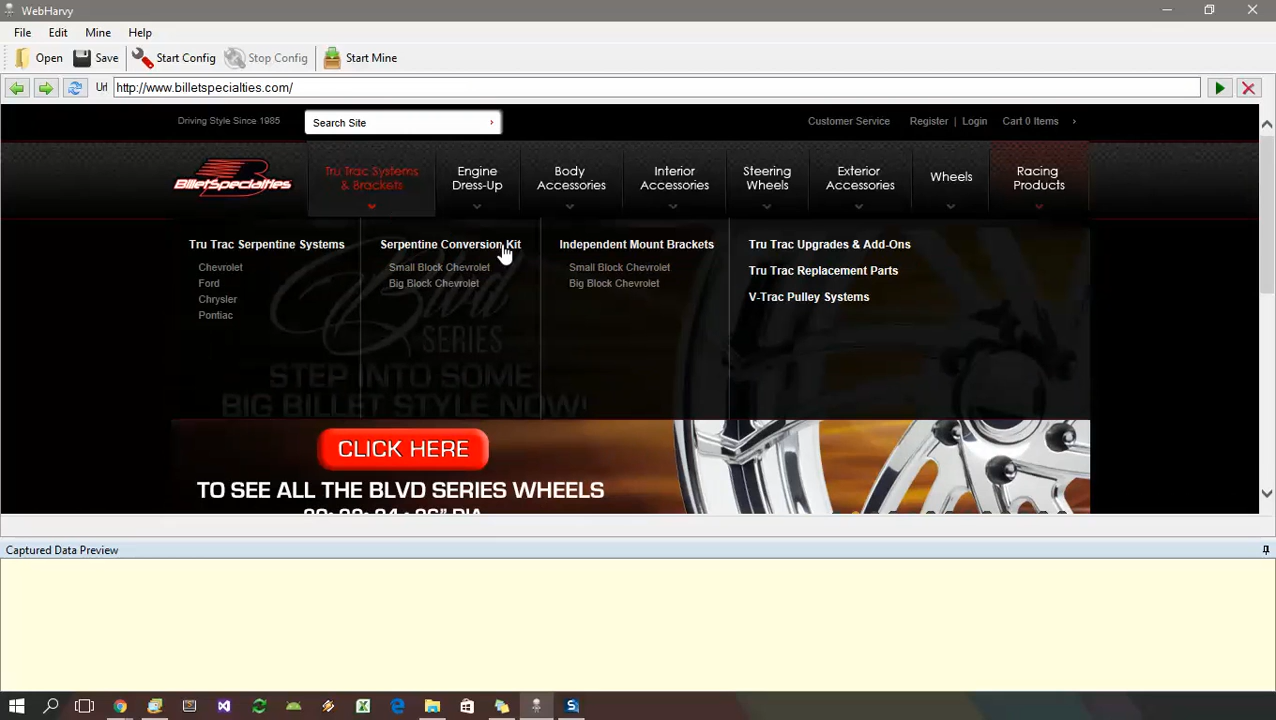 WebHarvy
File Edit Mine Help
Open Save Start Config Stop Config Start Mine
Url http://www.billetspecialties.com/
Driving Style Since 1985 Search Site Customer Service Register | Login Cart 0 Items
BilletSpecialties
Tru Trac Systems & Brackets
Engine Dress-Up
Body Accessories
Interior Accessories
Steering Wheels
Exterior Accessories
Wheels
Racing Products
Tru Trac Serpentine Systems
Chevrolet
Ford
Chrysler
Pontiac
Serpentine Conversion Kit
Small Block Chevrolet
Big Block Chevrolet
Independent Mount Brackets
Small Block Chevrolet
Big Block Chevrolet
Tru Trac Upgrades & Add-Ons
Tru Trac Replacement Parts
V-Trac Pulley Systems
Blvd
SERIES
STEP INTO SOME
BIG BILLET STYLE NOW!
CLICK HERE
TO SEE ALL THE BLVD SERIES WHEELS
Captured Data Preview